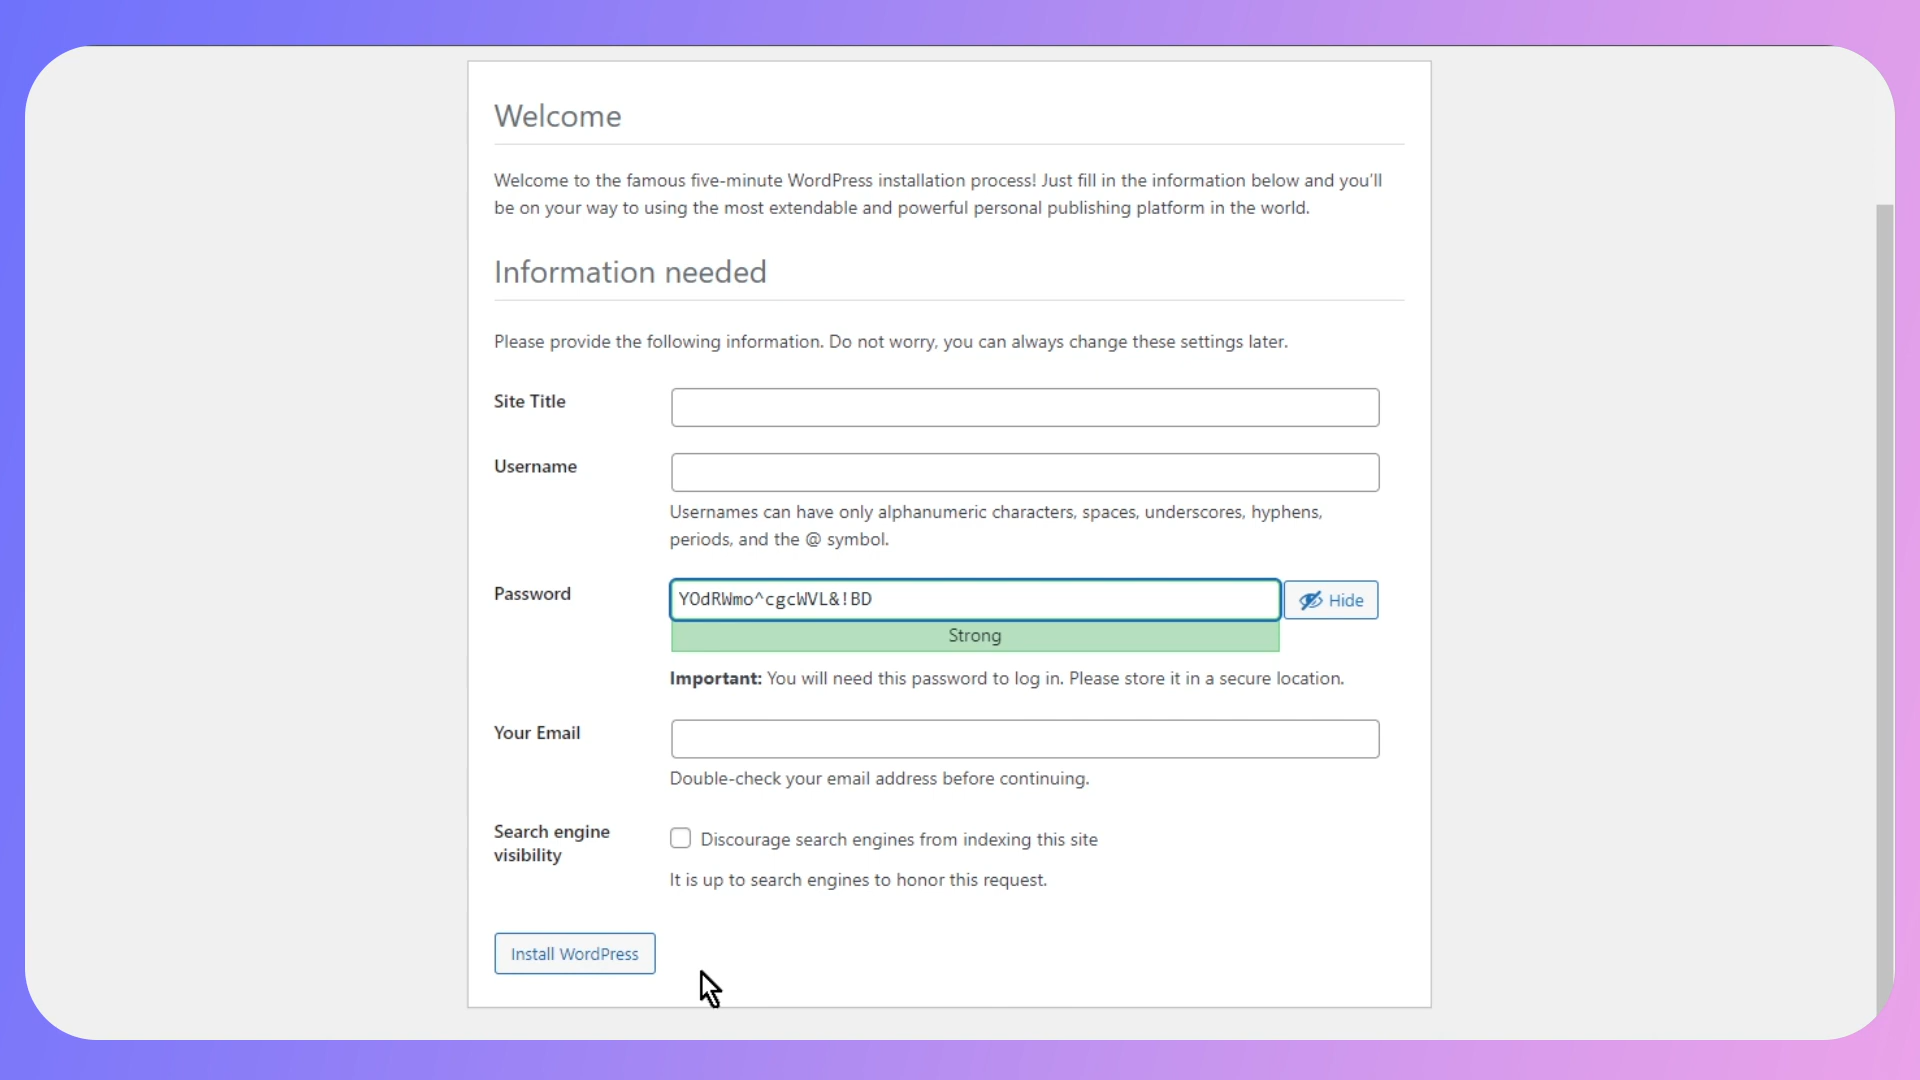 Welcome
Welcome to the famous five-minute WordPress installation process! Just fill in the information below and you'll
be on your way to using the most extendable and powerful personal publishing platform in the world.
Information needed
Please provide the following information. Do not worry, you can always change these settings later.
Site Title
Username
Usernames can have only alphanumeric characters, spaces, underscores, hyphens,
periods, and the @ symbol.
Password
YOdRWmo^cgcWVL&!BD
Hide
Strong
Important: You will need this password to log in. Please store it in a secure location.
Your Email
Double-check your email address before continuing.
Search engine
visibility
Discourage search engines from indexing this site
It is up to search engines to honor this request.
Install WordPress